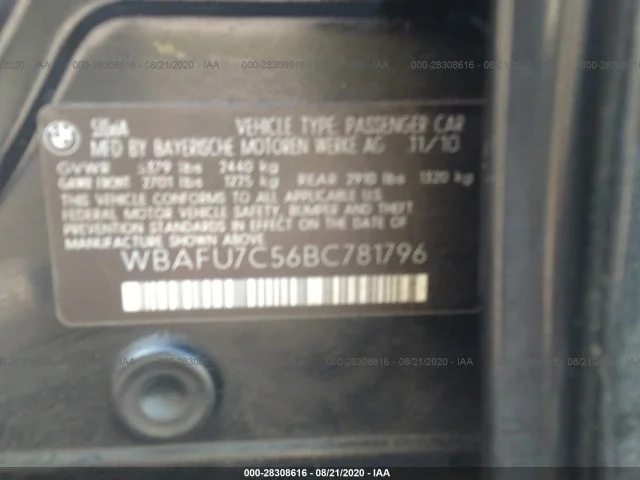 000-28308616 - 08/21/2020 - IAA
000-28308616 - 08/21/2020 - IAA
BMW
VEHICLE TYPE: PASSENGER CAR
MFD BY BAYERISCHE MOTOREN WERKE AG 11/10
GVWR 5379 lbs 2440 kg
GAWR FRONT 2701 lbs 1225 kg REAR 2910 lbs 1320 kg
THIS VEHICLE CONFORMS TO ALL APPLICABLE
FEDERAL MOTOR VEHICLE SAFETY, BUMPER AND THEFT
PREVENTION STANDARDS IN EFFECT ON THE DATE OF
MANUFACTURE SHOWN ABOVE
WBAFU7C56BC781796
000-28308616 - 08/21/2020 - IAA
000-28308616 - 08/21/2020 - IAA
000-28308616 - 08/21/2020 - IAA